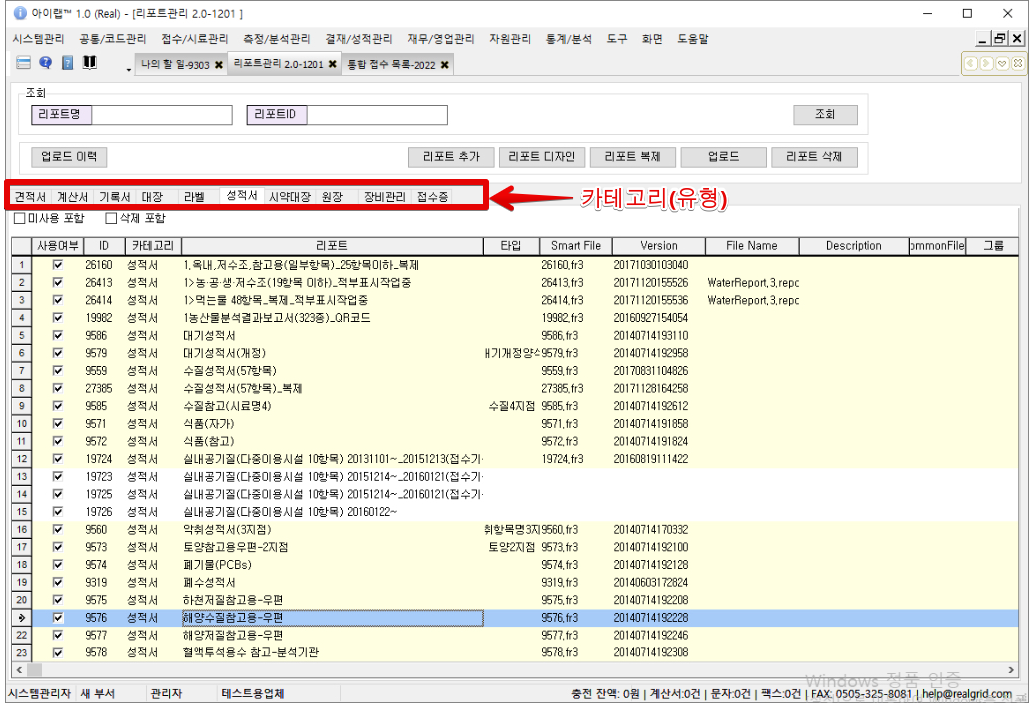 아이랩™ 1.0 (Real) - [리포트관리 2.0-1201 ]
시스템관리 공통/코드관리 접수/시료관리 측정/분석관리 결재/성적관리 재무/영업관리 자원관리 통계/분석 도구 화면 도움말
나의 할 일-9303 리포트관리 2.0-1201 통합 접수 목록-2022
조회
리포트명 리포트ID 조회
업로드 이력 리포트 추가 리포트 디자인 리포트 복제 업로드 리포트 삭제
견적서 계산서 기록서 대장 라벨 성적서 시약대장 원장 장비관리 접수증
카테고리(유형)
미사용 포함 삭제 포함
사용여부 ID 카테고리 리포트 타입 Smart File Version File Name Description ommonFile 그룹
1 26160 성적서 1.옥내,저수조,참고용(일부항목)_25항목이하_복제 26160.fr3 20171030103040
2 26413 성적서 1>농·공·생·저수조(19항목 이하)_적부표시작업중 26413.fr3 20171120155526 WaterReport,3,repc
3 26414 성적서 1>먹는물 48항목_복제_적부표시작업중 26414.fr3 20171120155536 WaterReport,3,repc
4 19982 성적서 1농산물분석결과보고서(323종)_QR코드 19982.fr3 20160927154054
5 9586 성적서 대기성적서 9586.fr3 20140714193110
6 9579 성적서 대기성적서(개정) 9579.fr3 20140714192958
7 9559 성적서 수질성적서(57항목) 9559.fr3 20170831104826
8 27385 성적서 수질성적서(57항목)_복제 27385.fr3 20171128164258
9 9585 성적서 수질참고(시료명4) 수질4지점 9585.fr3 20140714192612
10 9571 성적서 식품(자가) 9571.fr3 20140714191858
11 9572 성적서 식품(참고) 9572.fr3 20140714191824
12 19724 성적서 실내공기질(다중이용시설 10항목) 20131101~_20151213(접수기 19724.fr3 20160819111422
13 19723 성적서 실내공기질(다중이용시설 10항목) 20151214~_20160121(접수기
14 19725 성적서 실내공기질(다중이용시설 10항목) 20151214~_20160121(접수기
15 19726 성적서 실내공기질(다중이용시설 10항목) 20160122~
16 9560 성적서 악취성적서(3지점) 취항목명3지 9560.fr3 20140714170332
17 9573 성적서 토양참고용우편-2지점 토양2지점 9573.fr3 20140714192100
18 9574 성적서 폐기물(PCBs) 9574.fr3 20140714192128
19 9319 성적서 폐수성적서 9319.fr3 20140603172824
20 9575 성적서 하천저질참고용-우편 9575.fr3 20140714192208
9576 성적서 해양수질참고용-우편 9576.fr3 20140714192228
22 9577 성적서 해양저질참고용-우편 9577.fr3 20140714192246
23 9578 성적서 혈액투석용수 참고-분석기관 9578.fr3 20140714192308
Windows 정품 인증
시스템관리자 새 부서 관리자 테스트용업체 충전 잔액: 0원 | 계산서:0건 | 문자:0건 | 팩스:0건 | FAX: 0505-325-8081 | help@realgrid.com